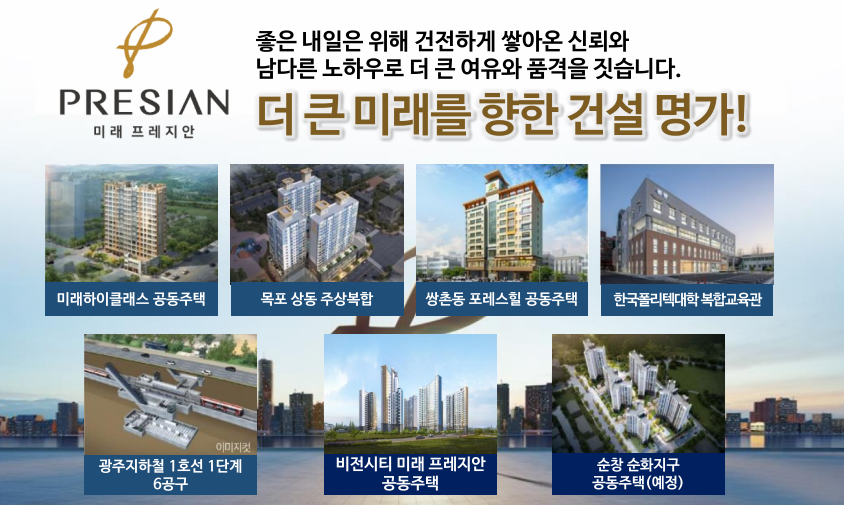 좋은 내일은 위해 건전하게 쌓아온 신뢰와
남다른 노하우로 더 큰 여유와 품격을 짓습니다.
PRESIAN
미래 프레지안
더 큰 미래를 향한 건설 명가!
미래하이클래스 공동주택
목포 상동 주상복합
쌍촌동 포레스힐 공동주택
한국폴리텍대학 복합교육관
이미지컷
광주지하철 1호선 1단계
6공구
비전시티 미래 프레지안
공동주택
순창 순화지구
공동주택(예정)